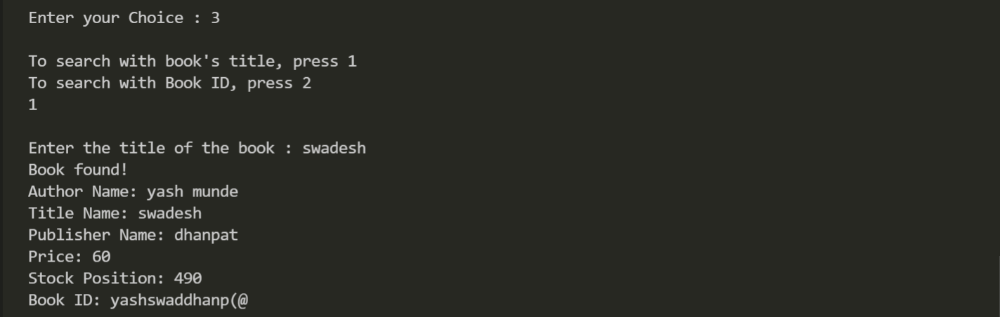 Enter your Choice : 3
To search with book's title, press 1
To search with Book ID, press 2
1
Enter the title of the book : swadesh
Book found!
Author Name: yash munde
Title Name: swadesh
Publisher Name: dhanpat
Price: 60
Stock Position: 490
Book ID: yashswaddhanp(@